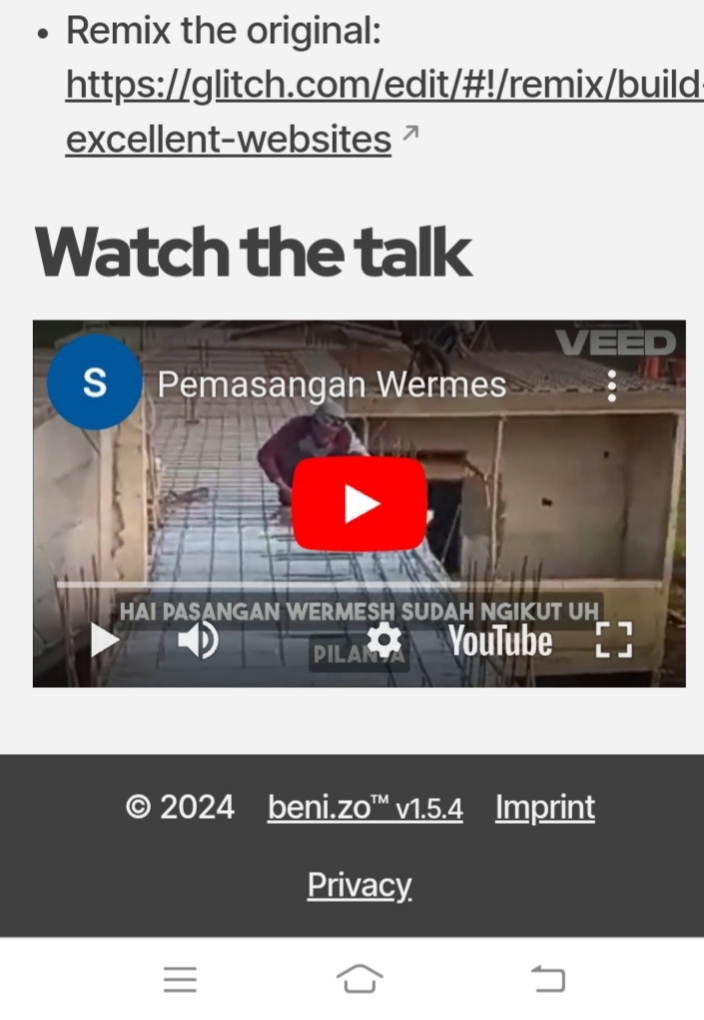 Remix the original:
https://glitch.com/edit/#!/remix/build-
excellent-websites
Watch the talk
VEED
S
Pemasangan Wermes
HAI PASANGAN WERMESH SUDAH NGIKUT UH
YouTube
© 2024 beni.zo™ v1.5.4 Imprint
Privacy